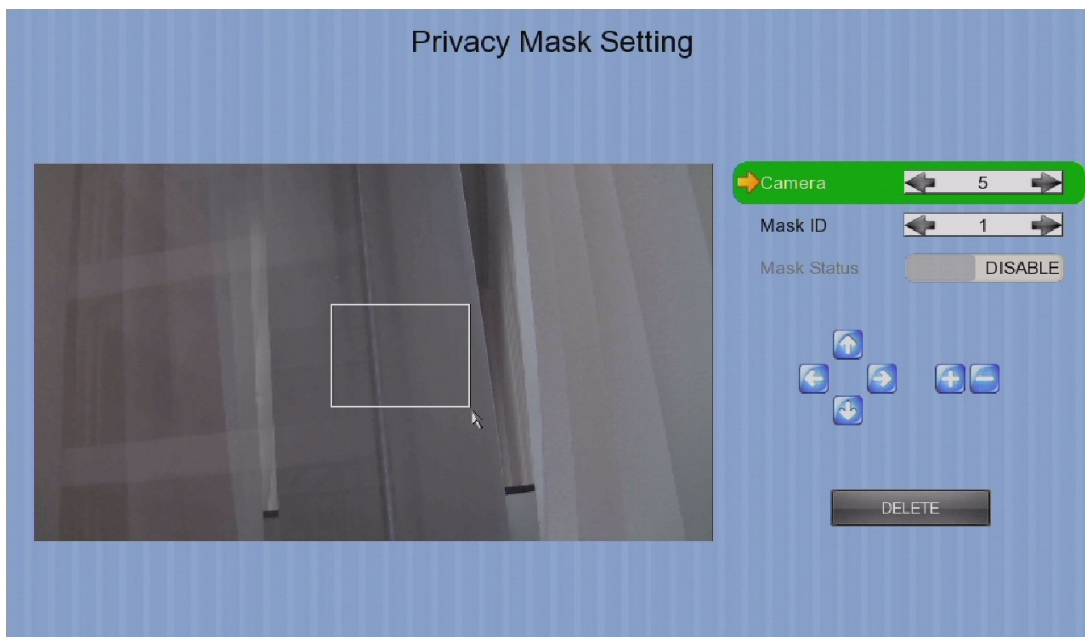 Privacy Mask Setting
Camera 5
Mask ID 1
Mask Status DISABLE
DELETE